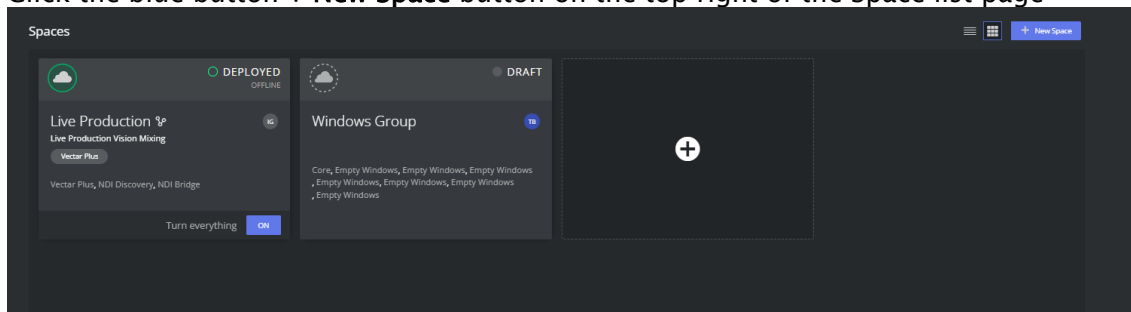 Click the blue button + New Space button on the top right of the Space list page
Spaces
+ New Space
DEPLOYED
OFFLINE
Live Production
IG
Live Production Vision Mixing
Vectar Plus
Vectar Plus, NDI Discovery, NDI Bridge
Turn everything ON
DRAFT
Windows Group
TB
Core, Empty Windows, Empty Windows, Empty Windows
, Empty Windows, Empty Windows, Empty Windows
, Empty Windows